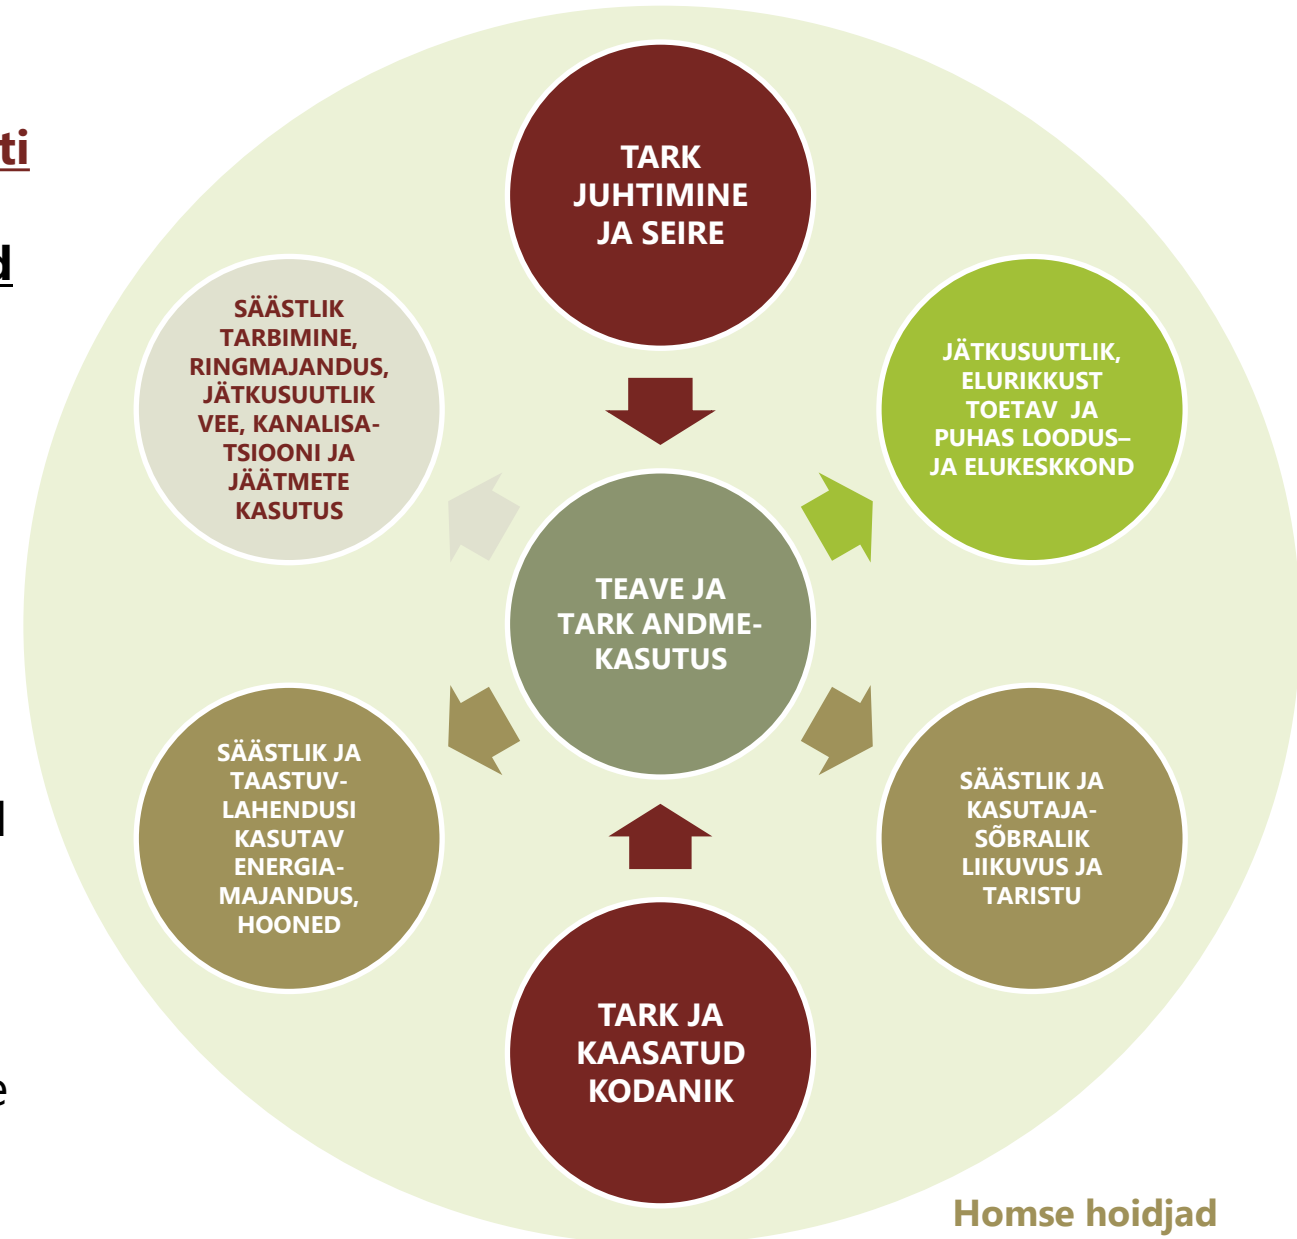 ti
d
TARK
JUHTIMINE
JA SEIRE
SÄÄSTLIK
TARBIMINE,
RINGMAJANDUS,
JÄTKUSUUTLIK
VEE, KANALISA-
TSIOONI JA
JÄÄTMETE
KASUTUS
JÄTKUSUUTLIK,
ELURIKKUST
TOETAV JA
PUHAS LOODUS–
JA ELUKESKKOND
TEAVE JA
TARK ANDME-
KASUTUS
SÄÄSTLIK JA
TAASTUV-
LAHENDUSI
KASUTAV
ENERGIA-
MAJANDUS,
HOONED
SÄÄSTLIK JA
KASUTAJA-
SÕBRALIK
LIIKUVUS JA
TARISTU
TARK JA
KAASATUD
KODANIK
e
Homse hoidjad